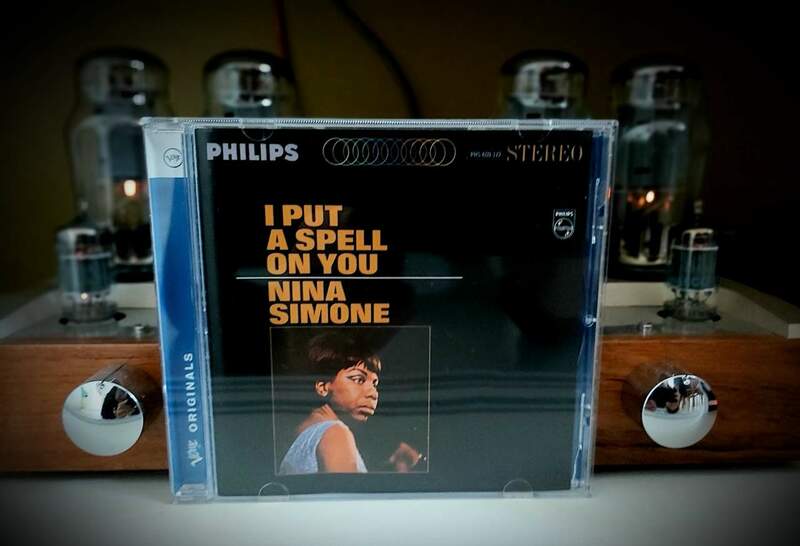 PHILIPS STEREO
I PUT
A SPELL
ON YOU
NINA
SIMONE
PHILIPS
Verve ORIGINALS